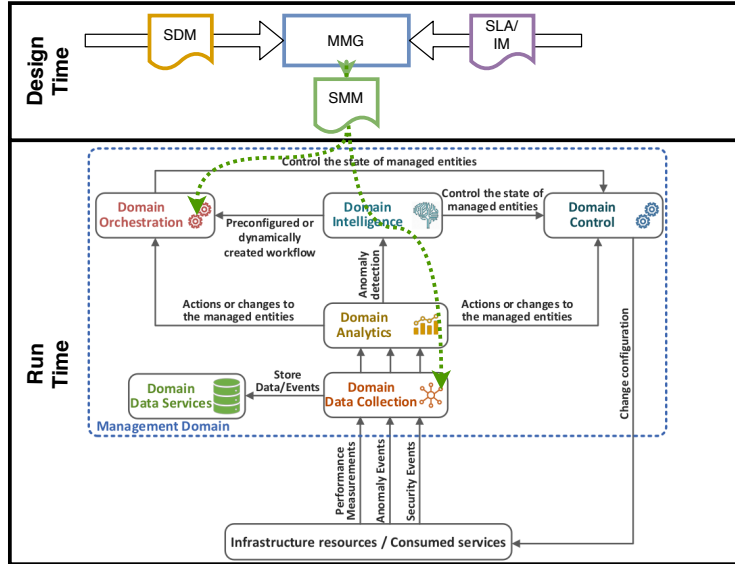 Design
Time
SDM
MMG
SLA/
IM
SMM
Run
Time
Control the state of managed entities
Domain
Orchestration
Domain
Intelligence
Control the state of
managed entities
Domain
Control
Preconfigured or
dynamically
created workflow
Anomaly
detection
Actions or changes to
the managed entities
Domain
Analytics
Actions or changes to
the managed entities
Change configuration
Domain
Data Services
Store
Data/Events
Domain
Data Collection
Management Domain
Performance
Measurements
Anomaly Events
Security Events
Infrastructure resources / Consumed services